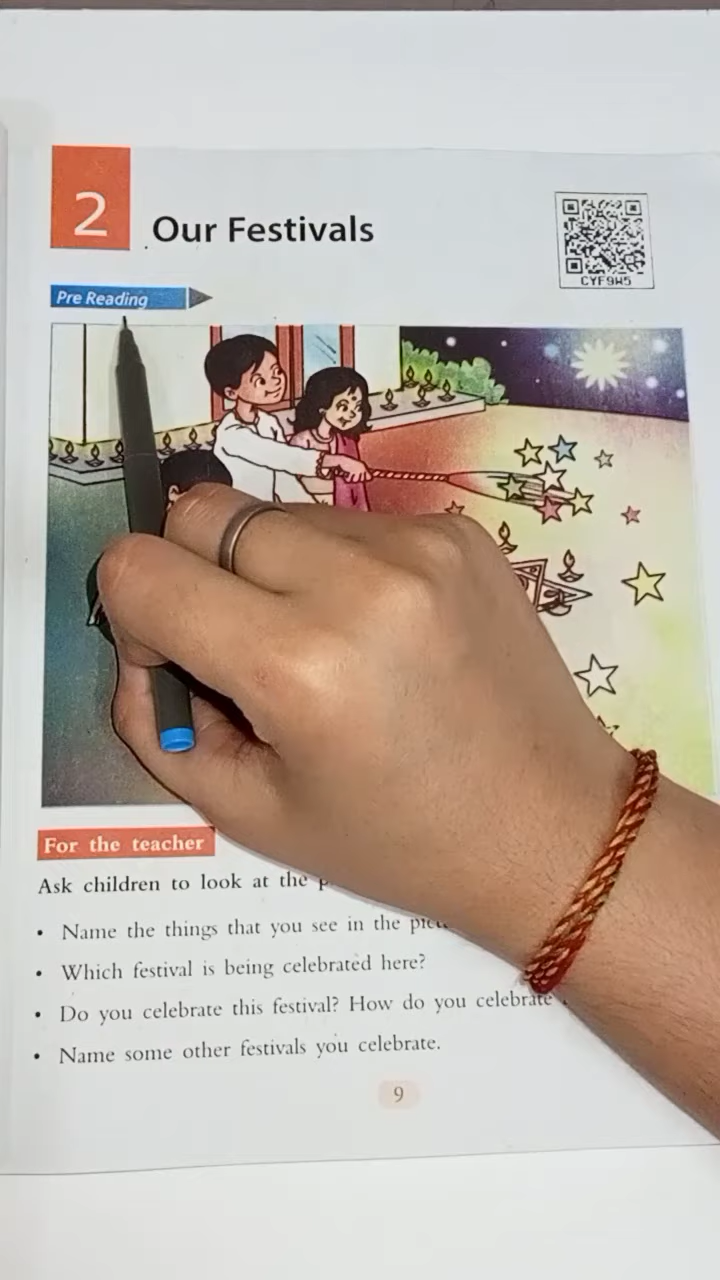 2
Our Festivals
CYF9W5
Pre Reading
For the teacher
Ask children to look at the
• Name the things that you see in the
• Which festival is being celebrated here?
• Do you celebrate this festival? How do you celebrate
• Name some other festivals you celebrate.
9